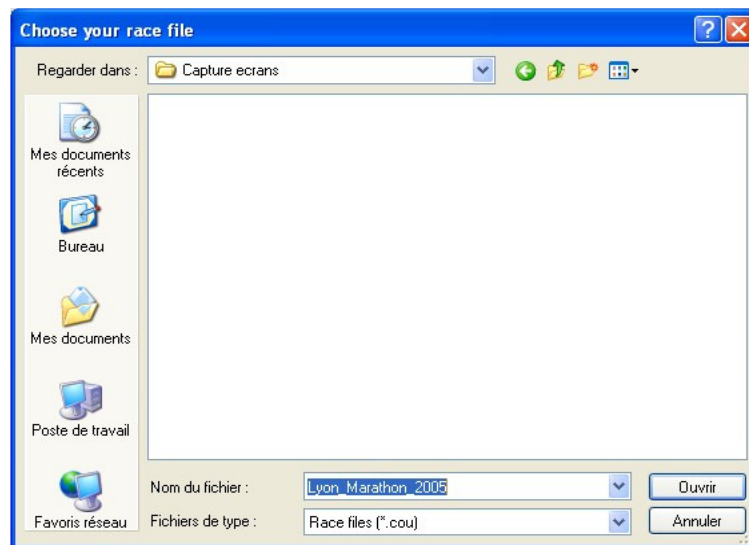 Choose your race file
Regarder dans :
Capture ecrans
Mes documents
récents
Bureau
Mes documents
Poste de travail
Favoris réseau
Nom du fichier :
Lyon_Marathon_2005
Ouvrir
Fichiers de type :
Race files (*.cou)
Annuler